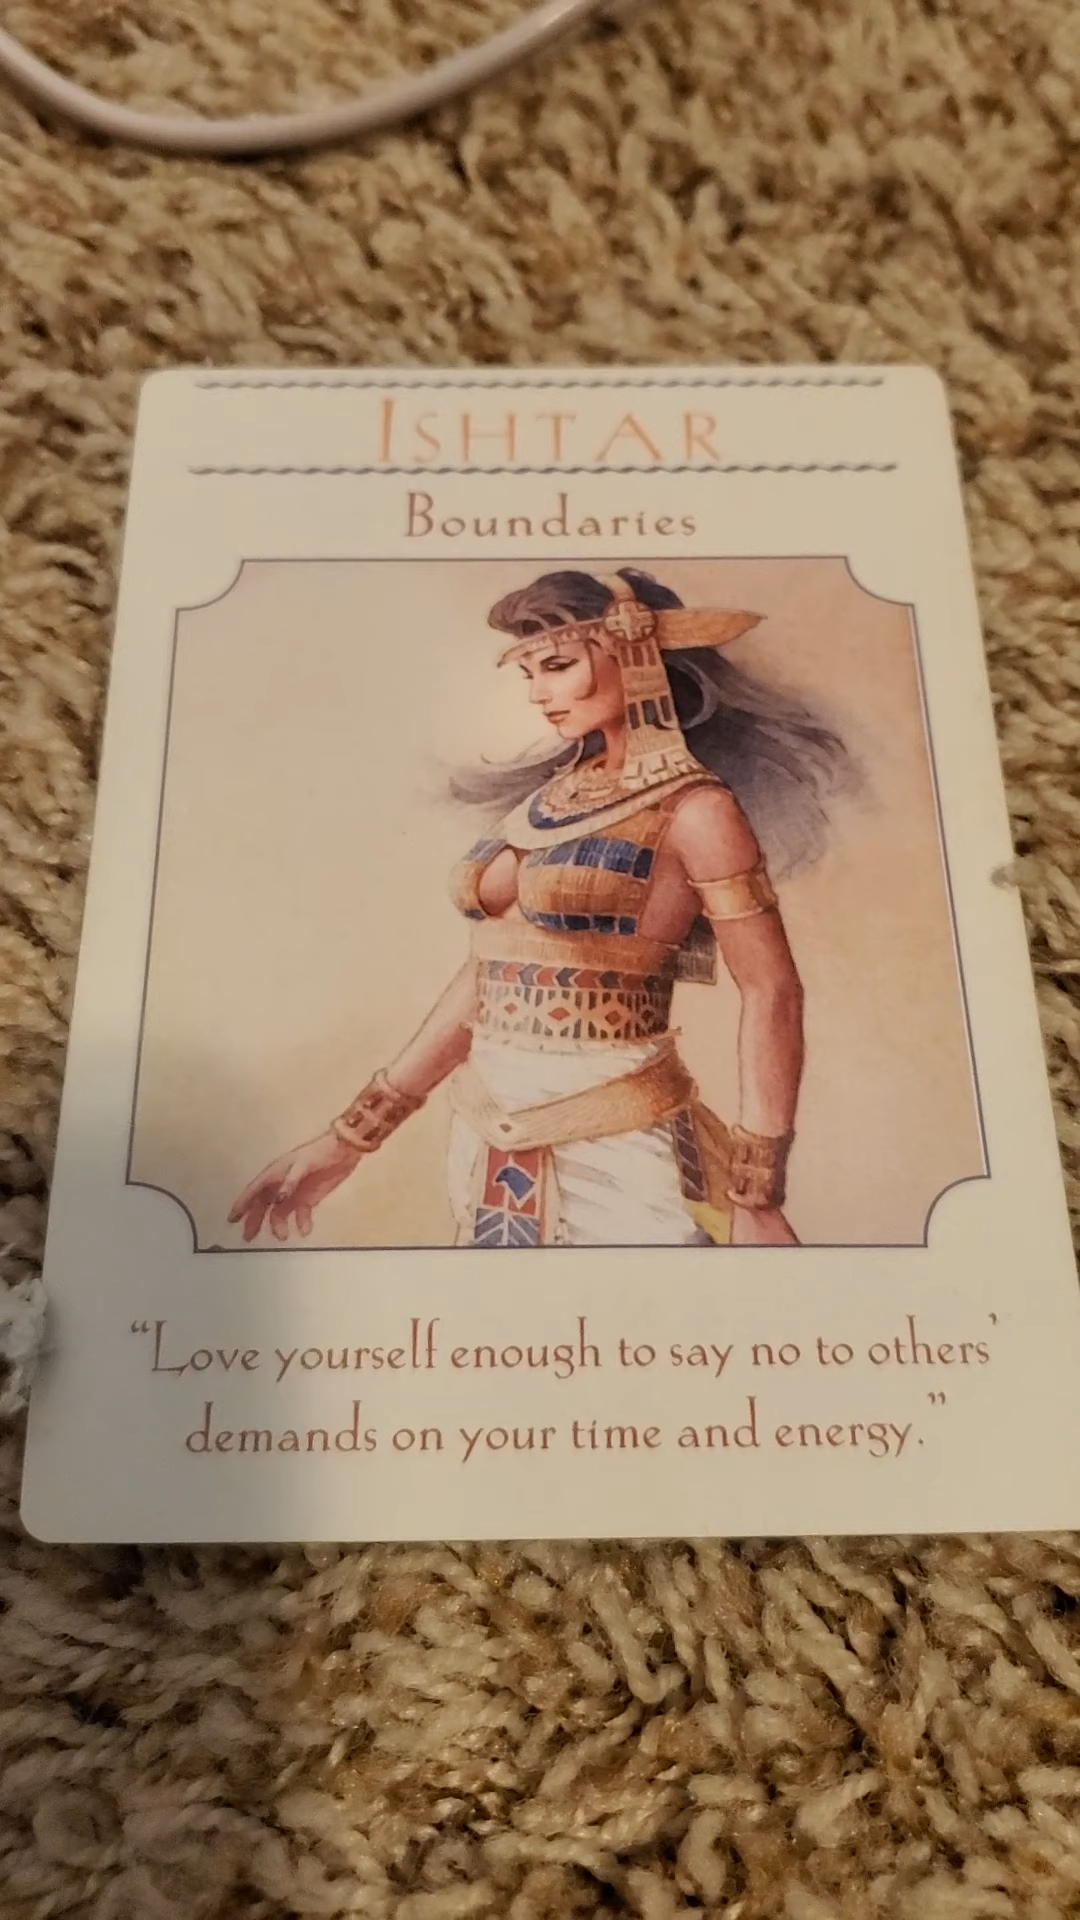 ISHTAR
Boundaries
“Love yourself enough to say no to others’
demands on your time and energy.”